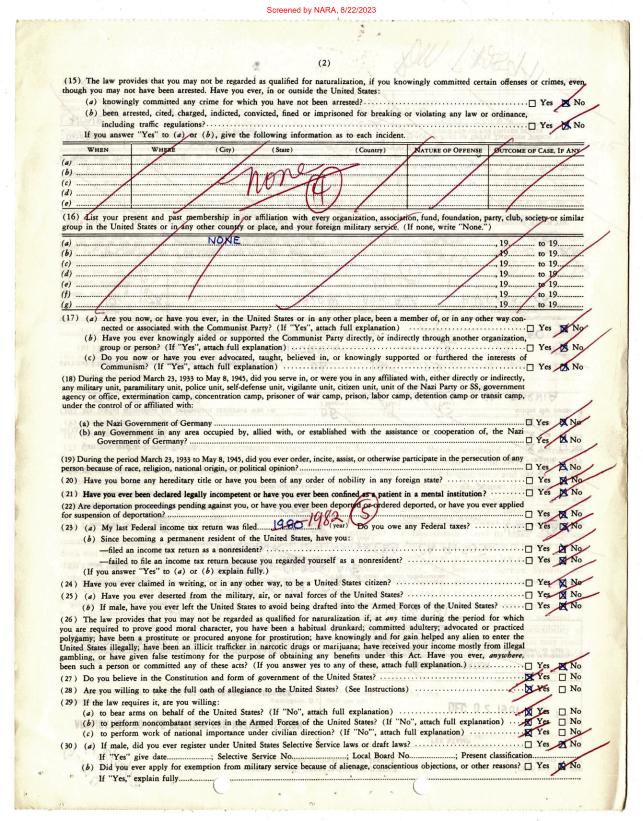 Screened by NARA, 8/22/2023
(2)
(15) The law provides that you may not be regarded as qualified for naturalization, if you knowingly committed certain offenses or crimes, even
though you may not have been arrested. Have you ever, in or outside the United States:
(a) knowingly committed any crime for which you have not been arrested? ☐ Yes ☒ No
(b) been arrested, cited, charged, indicted, convicted, fined or imprisoned for breaking or violating any law or ordinance,
including traffic regulations? ☐ Yes ☒ No
If you answer "Yes" to (a) or (b), give the following information as to each incident.
WHEN WHERE (City) (State) (Country) NATURE OF OFFENSE OUTCOME OF CASE, IF ANY
(a)
(b) none
(c) 4
(d)
(e)
(16) List your present and past membership in or affiliation with every organization, association, fund, foundation, party, club, society or similar
group in the United States or in any other country or place, and your foreign military service. (If none, write "None.")
(a) NONE , 19 to 19
(b) , 19 to 19
(c) , 19 to 19
(d) , 19 to 19
(e) , 19 to 19
(f) , 19 to 19
(g) , 19 to 19
(17) (a) Are you now, or have you ever, in the United States or in any other place, been a member of, or in any other way con-
nected or associated with the Communist Party? (If "Yes", attach full explanation) ☐ Yes ☒ No
(b) Have you ever knowingly aided or supported the Communist Party directly, or indirectly through another organization,
group or person? (If "Yes", attach full explanation) ☐ Yes ☒ No
(c) Do you now or have you ever advocated, taught, believed in, or knowingly supported or furthered the interests of
Communism? (If "Yes", attach full explanation) ☐ Yes ☒ No
(18) During the period March 23, 1933 to May 8, 1945, did you serve in, or were you in any affiliated with, either directly or indirectly,
any military unit, paramilitary unit, police unit, self-defense unit, vigilante unit, citizen unit, unit of the Nazi Party or SS, government
agency or office, extermination camp, concentration camp, prisoner of war camp, prison, labor camp, detention camp or transit camp,
under the control of or affiliated with:
(a) the Nazi Government of Germany ☐ Yes ☒ No
(b) any Government in any area occupied by, allied with, or established with the assistance or cooperation of, the Nazi
Government of Germany? ☐ Yes ☒ No
(19) During the period March 23, 1933 to May 8, 1945, did you ever order, incite, assist, or otherwise participate in the persecution of any
person because of race, religion, national origin, or political opinion? ☐ Yes ☒ No
(20) Have you borne any hereditary title or have you been of any order of nobility in any foreign state? ☐ Yes ☒ No
(21) Have you ever been declared legally incompetent or have you ever been confined as a patient in a mental institution? ☐ Yes ☒ No
(22) Are deportation proceedings pending against you, or have you ever been deported or ordered deported, or have you ever applied
for suspension of deportation? ☐ Yes ☒ No
(23) (a) My last Federal income tax return was filed 1980 1982 (year) 5 Do you owe any Federal taxes? ☐ Yes ☒ No
(b) Since becoming a permanent resident of the United States, have you:
—filed an income tax return as a nonresident? ☐ Yes ☒ No
—failed to file an income tax return because you regarded yourself as a nonresident? ☐ Yes ☒ No
(If you answer "Yes" to (a) or (b) explain fully.)
(24) Have you ever claimed in writing, or in any other way, to be a United States citizen? ☐ Yes ☒ No
(25) (a) Have you ever deserted from the military, air, or naval forces of the United States? ☐ Yes ☒ No
(b) If male, have you ever left the United States to avoid being drafted into the Armed Forces of the United States? ☐ Yes ☒ No
(26) The law provides that you may not be regarded as qualified for naturalization if, at any time during the period for which
you are required to prove good moral character, you have been a habitual drunkard; committed adultery; advocated or practiced
polygamy; have been a prostitute or procured anyone for prostitution; have knowingly and for gain helped any alien to enter the
United States illegally; have been an illicit trafficker in narcotic drugs or marijuana; have received your income mostly from illegal
gambling, or have given false testimony for the purpose of obtaining any benefits under this Act. Have you ever, anywhere,
been such a person or committed any of these acts? (If you answer yes to any of these, attach full explanation.) ☐ Yes ☒ No
(27) Do you believe in the Constitution and form of government of the United States? ☒ Yes ☐ No
(28) Are you willing to take the full oath of allegiance to the United States? (See Instructions) ☒ Yes ☐ No
(29) If the law requires it, are you willing:
(a) to bear arms on behalf of the United States? (If "No", attach full explanation) ☒ Yes ☐ No
(b) to perform noncombatant services in the Armed Forces of the United States? (If "No", attach full explanation) ☒ Yes ☐ No
(c) to perform work of national importance under civilian direction? (If "No", attach full explanation) ☒ Yes ☐ No
(30) (a) If male, did you ever register under United States Selective Service laws or draft laws? ☐ Yes ☒ No
If "Yes" give date ; Selective Service No. ; Local Board No. ; Present classification
(b) Did you ever apply for exemption from military service because of alienage, conscientious objections, or other reasons? ☐ Yes ☒ No
If "Yes," explain fully